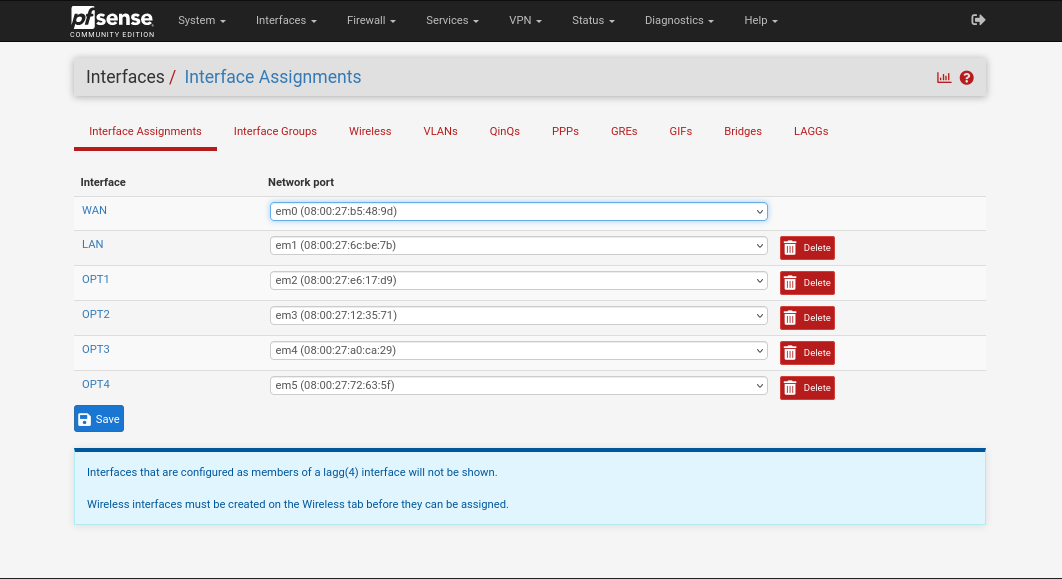 pfsense System Interfaces Firewall Services VPN Status Diagnostics Help
COMMUNITY EDITION
Interfaces / Interface Assignments
Interface Assignments Interface Groups Wireless VLANs QinQs PPPs GREs GIFs Bridges LAGGs
Interface Network port
WAN em0 (08:00:27:b5:48:9d)
LAN em1 (08:00:27:6c:be:7b) Delete
OPT1 em2 (08:00:27:e6:17:d9) Delete
OPT2 em3 (08:00:27:12:35:71) Delete
OPT3 em4 (08:00:27:a0:ca:29) Delete
OPT4 em5 (08:00:27:72:63:5f) Delete
Save
Interfaces that are configured as members of a lagg(4) interface will not be shown.
Wireless interfaces must be created on the Wireless tab before they can be assigned.